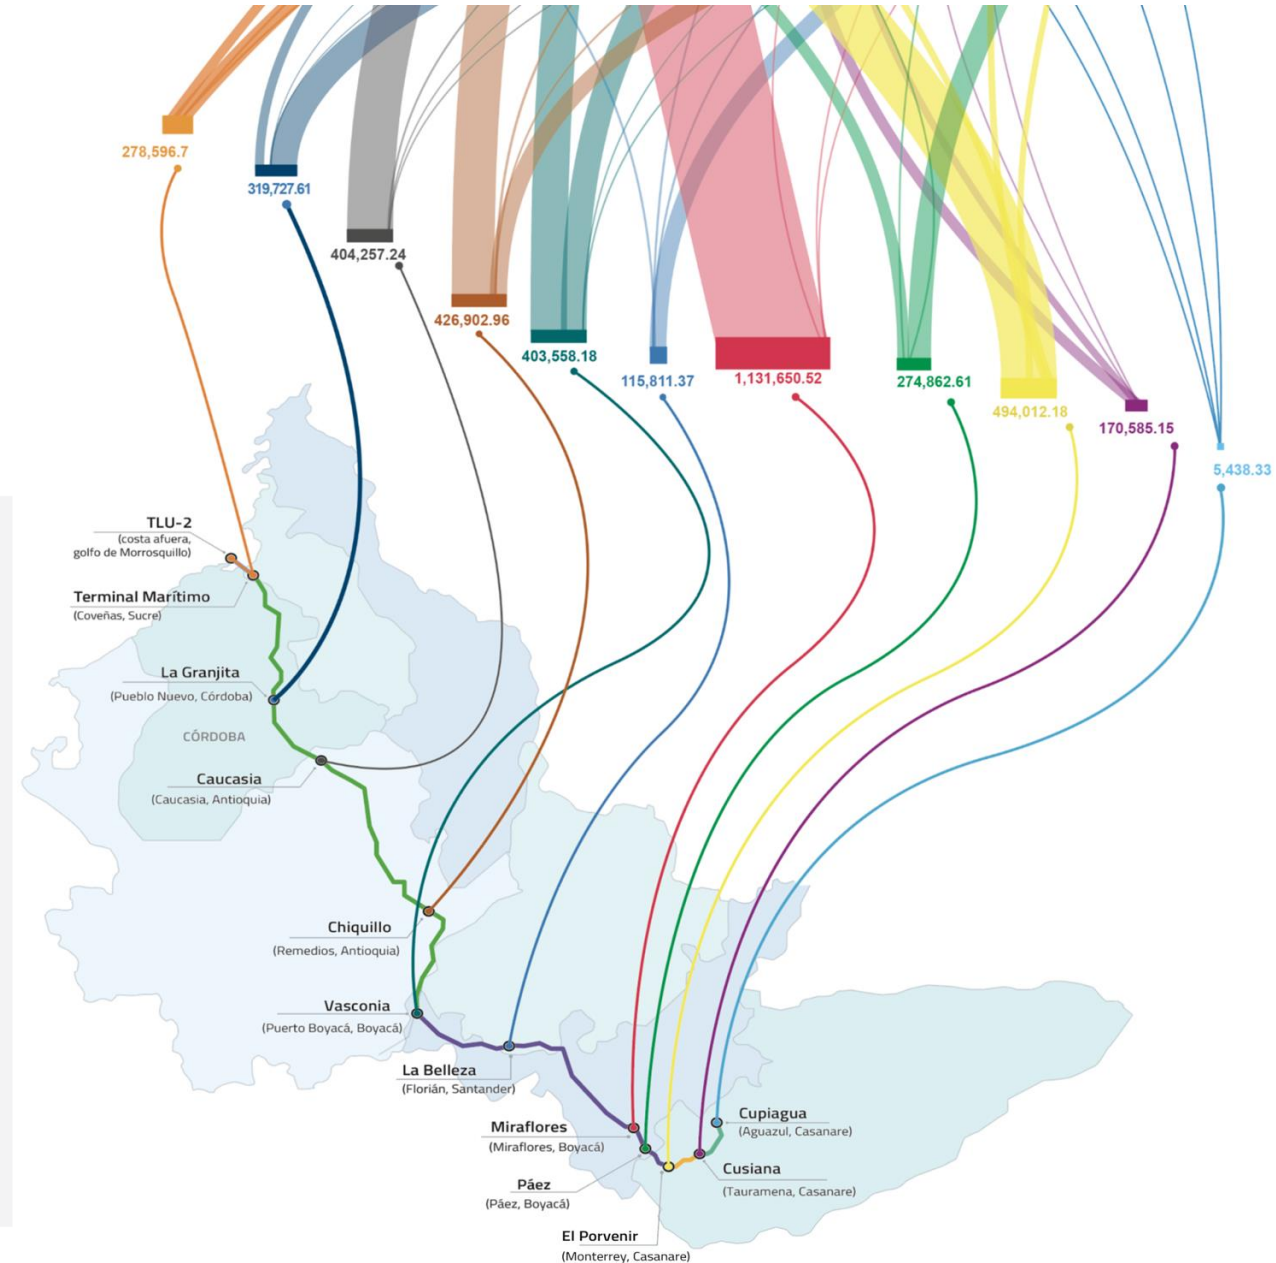 278,596.7
319,727.61
404,257.24
426,902.96
403,558.18
115,811.37
1,131,650.52
274,862.61
494,012.18
170,585.15
5,438.33
TLU-2
(costa afuera,
golfo de Morrosquillo)
Terminal Marítimo
(Coveñas, Sucre)
La Granjita
(Pueblo Nuevo, Córdoba)
CÓRDOBA
Caucasia
(Caucasia, Antioquia)
Chiquillo
(Remedios, Antioquia)
Vasconia
(Puerto Boyacá, Boyacá)
La Belleza
(Florián, Santander)
Miraflores
(Miraflores, Boyacá)
Páez
(Páez, Boyacá)
El Porvenir
(Monterrey, Casanare)
Cupiagua
(Aguazul, Casanare)
Cusiana
(Tauramena, Casanare)